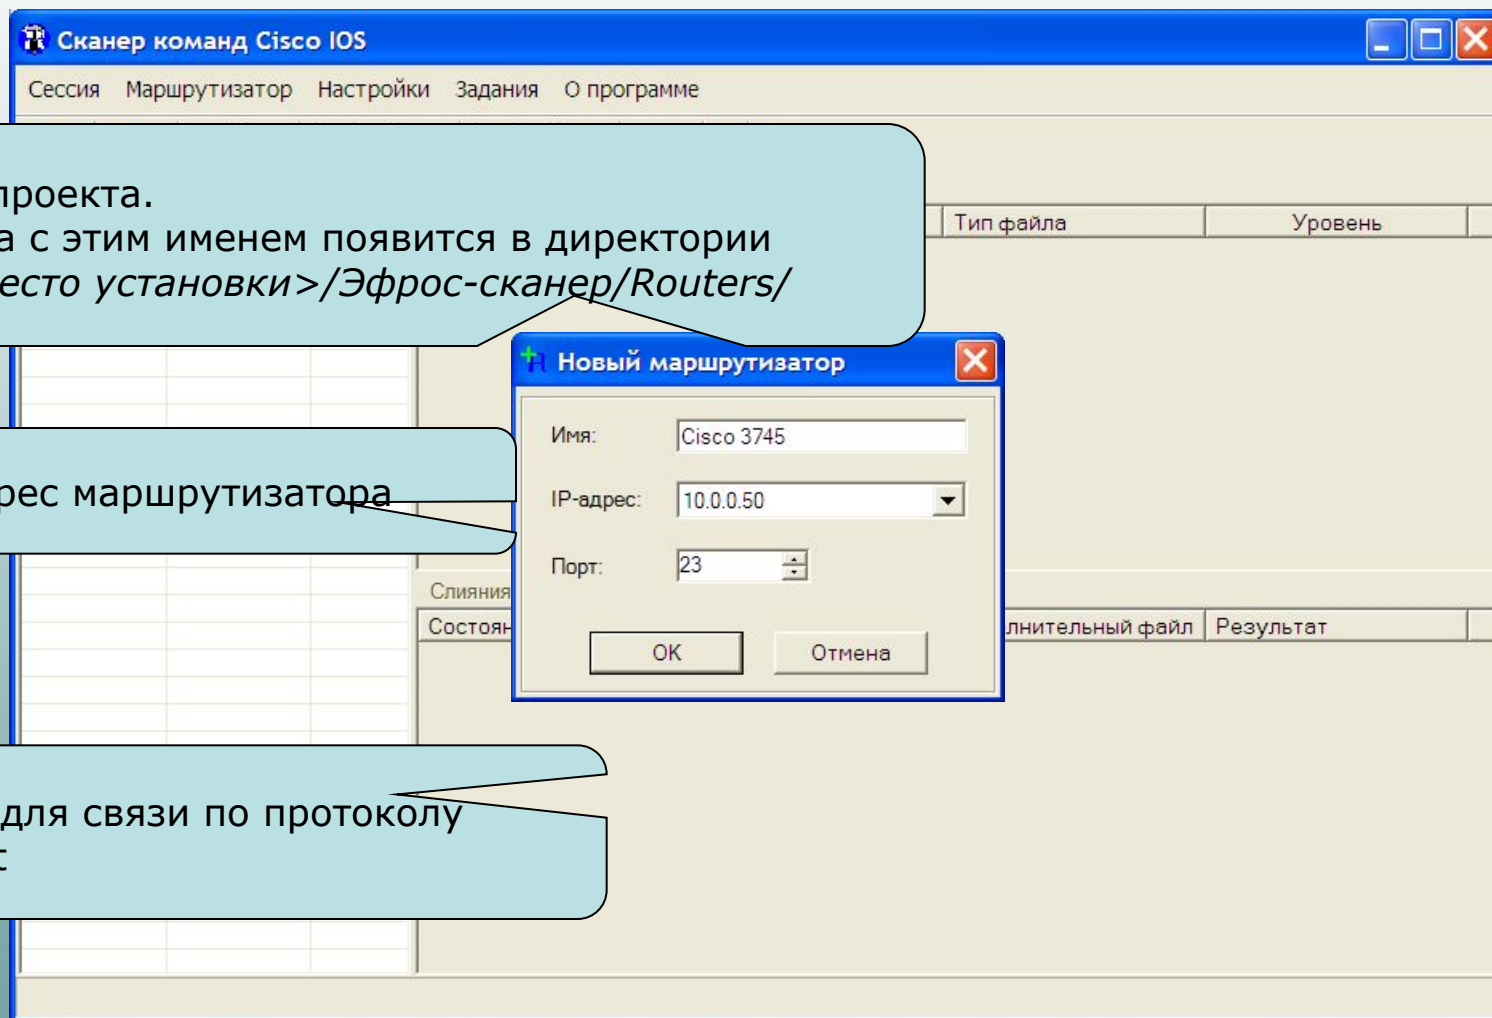 Сканер команд Cisco IOS
Сессия Маршрутизатор Настройки Задания О программе
проекта.
а с этим именем появится в директории
есто установки>/Эфрос-сканер/Routers/
Тип файла Уровень
Новый маршрутизатор
Имя: Cisco 3745
рес маршрутизатора
IP-адрес: 10.0.0.50
Порт: 23
Слияния
Состоян лнительный файл Результат
OK Отмена
для связи по протоколу